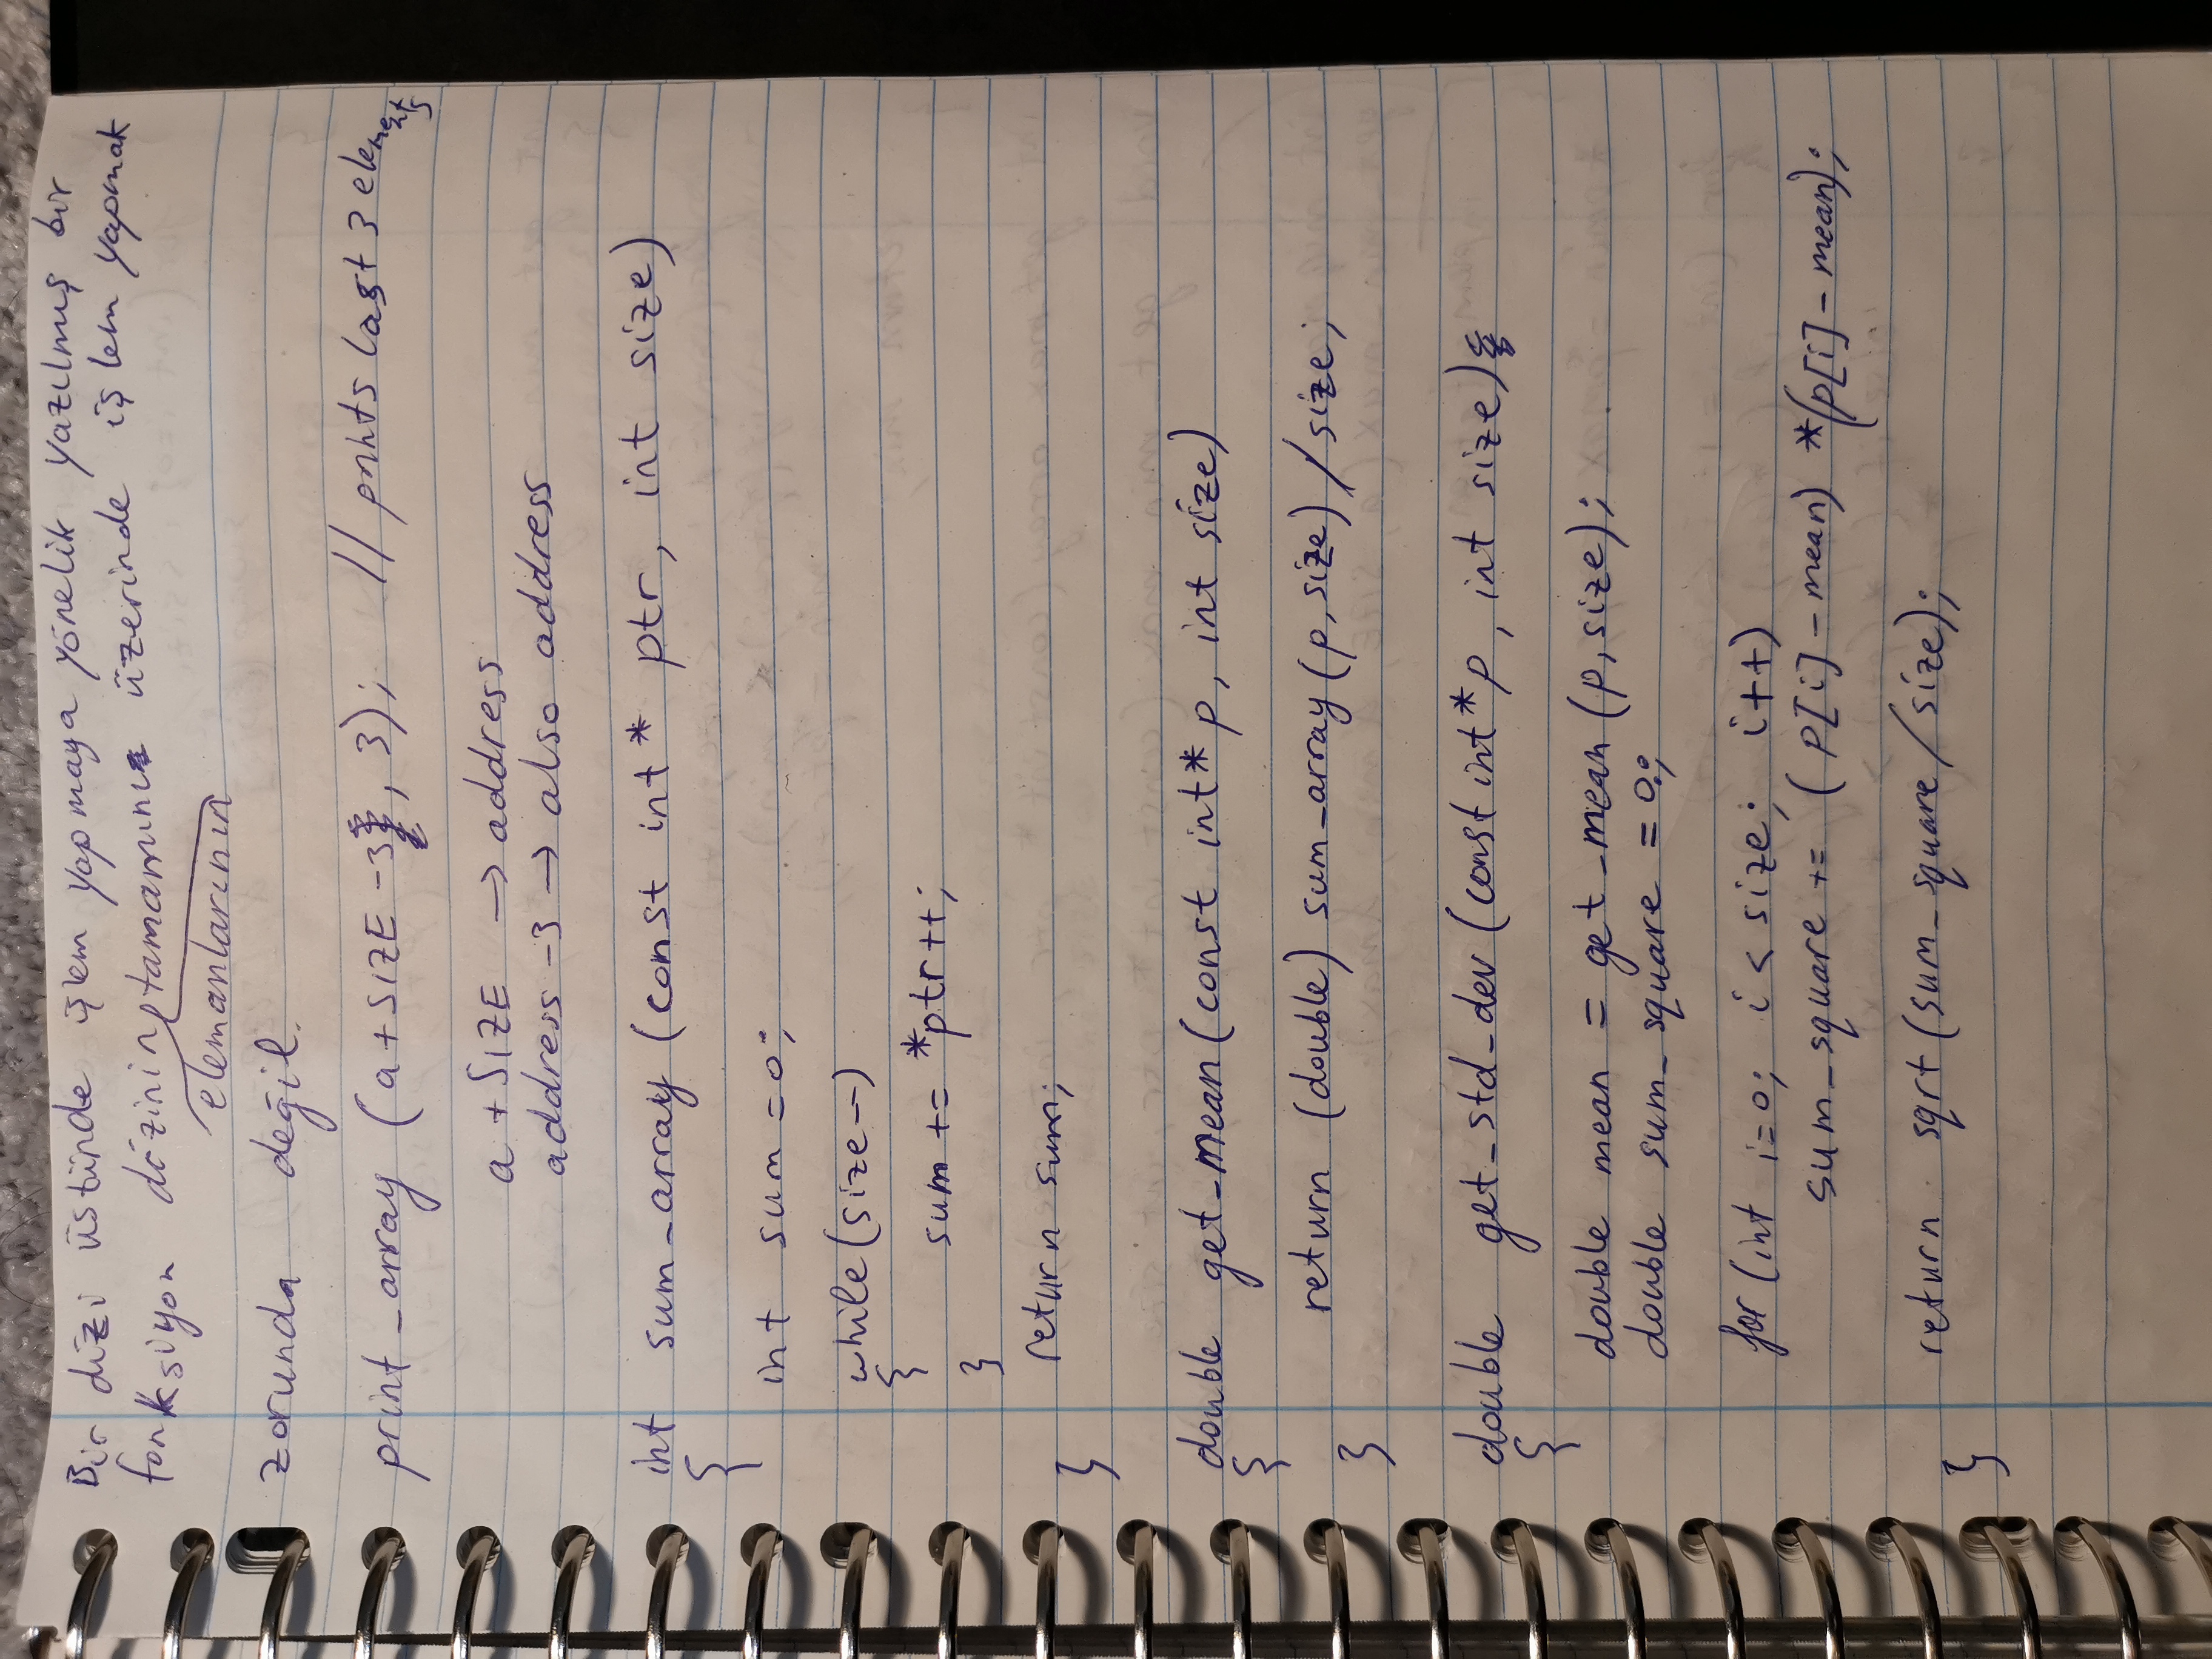 Bir dizi üstünde işlem yapmaya yönelik yazılmış bir
fonksiyon dizinin elemanlarının tamamının üzerinde işlem yapmak
zorunda değil.
print_array (a+SIZE -3, 3); // prints last 3 elements
a + SIZE → address
address -3 → also address
int sum_array (const int* ptr, int size)
{
int sum =0;
while(size--)
{
sum += *ptr++;
}
return sum;
}
double get_mean(const int* p, int size)
{
return (double) sum_array(p,size) /size;
}
double get_std_dev (const int*p, int size)
{
double mean = get_mean (p,size);
double sum_square = 0.;
for (int i=0; i < size; i++)
sum_square += (p[i] - mean) *(p[i] - mean);
return sqrt (sum_square/size);
}